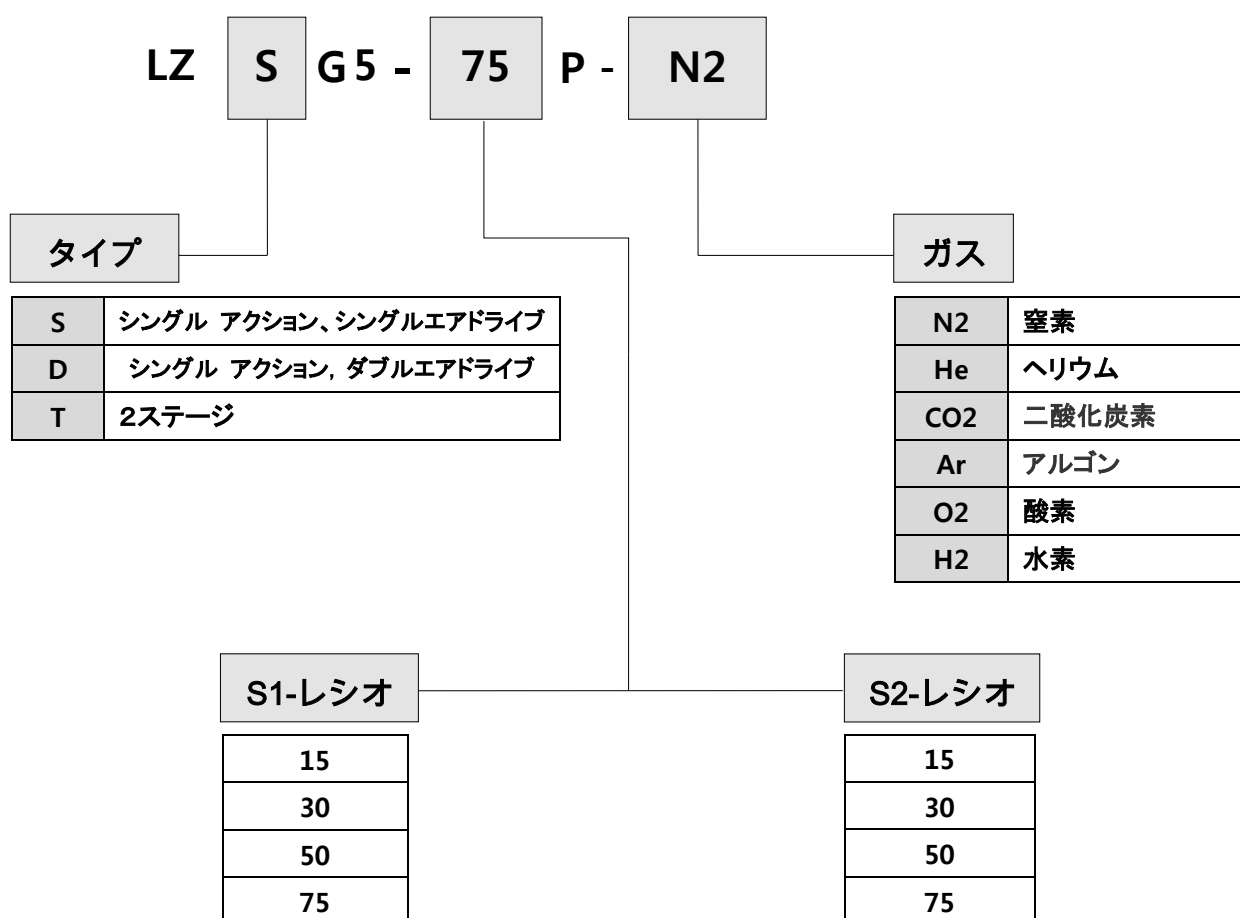 LZ S G5 - 75 P - N2
タイプ
S シングル アクション、シングルエアドライブ
D シングル アクション, ダブルエアドライブ
T 2ステージ
ガス
N2 窒素
He ヘリウム
CO2 二酸化炭素
Ar アルゴン
O2 酸素
H2 水素
S1-レシオ
15
30
50
75
S2-レシオ
15
30
50
75